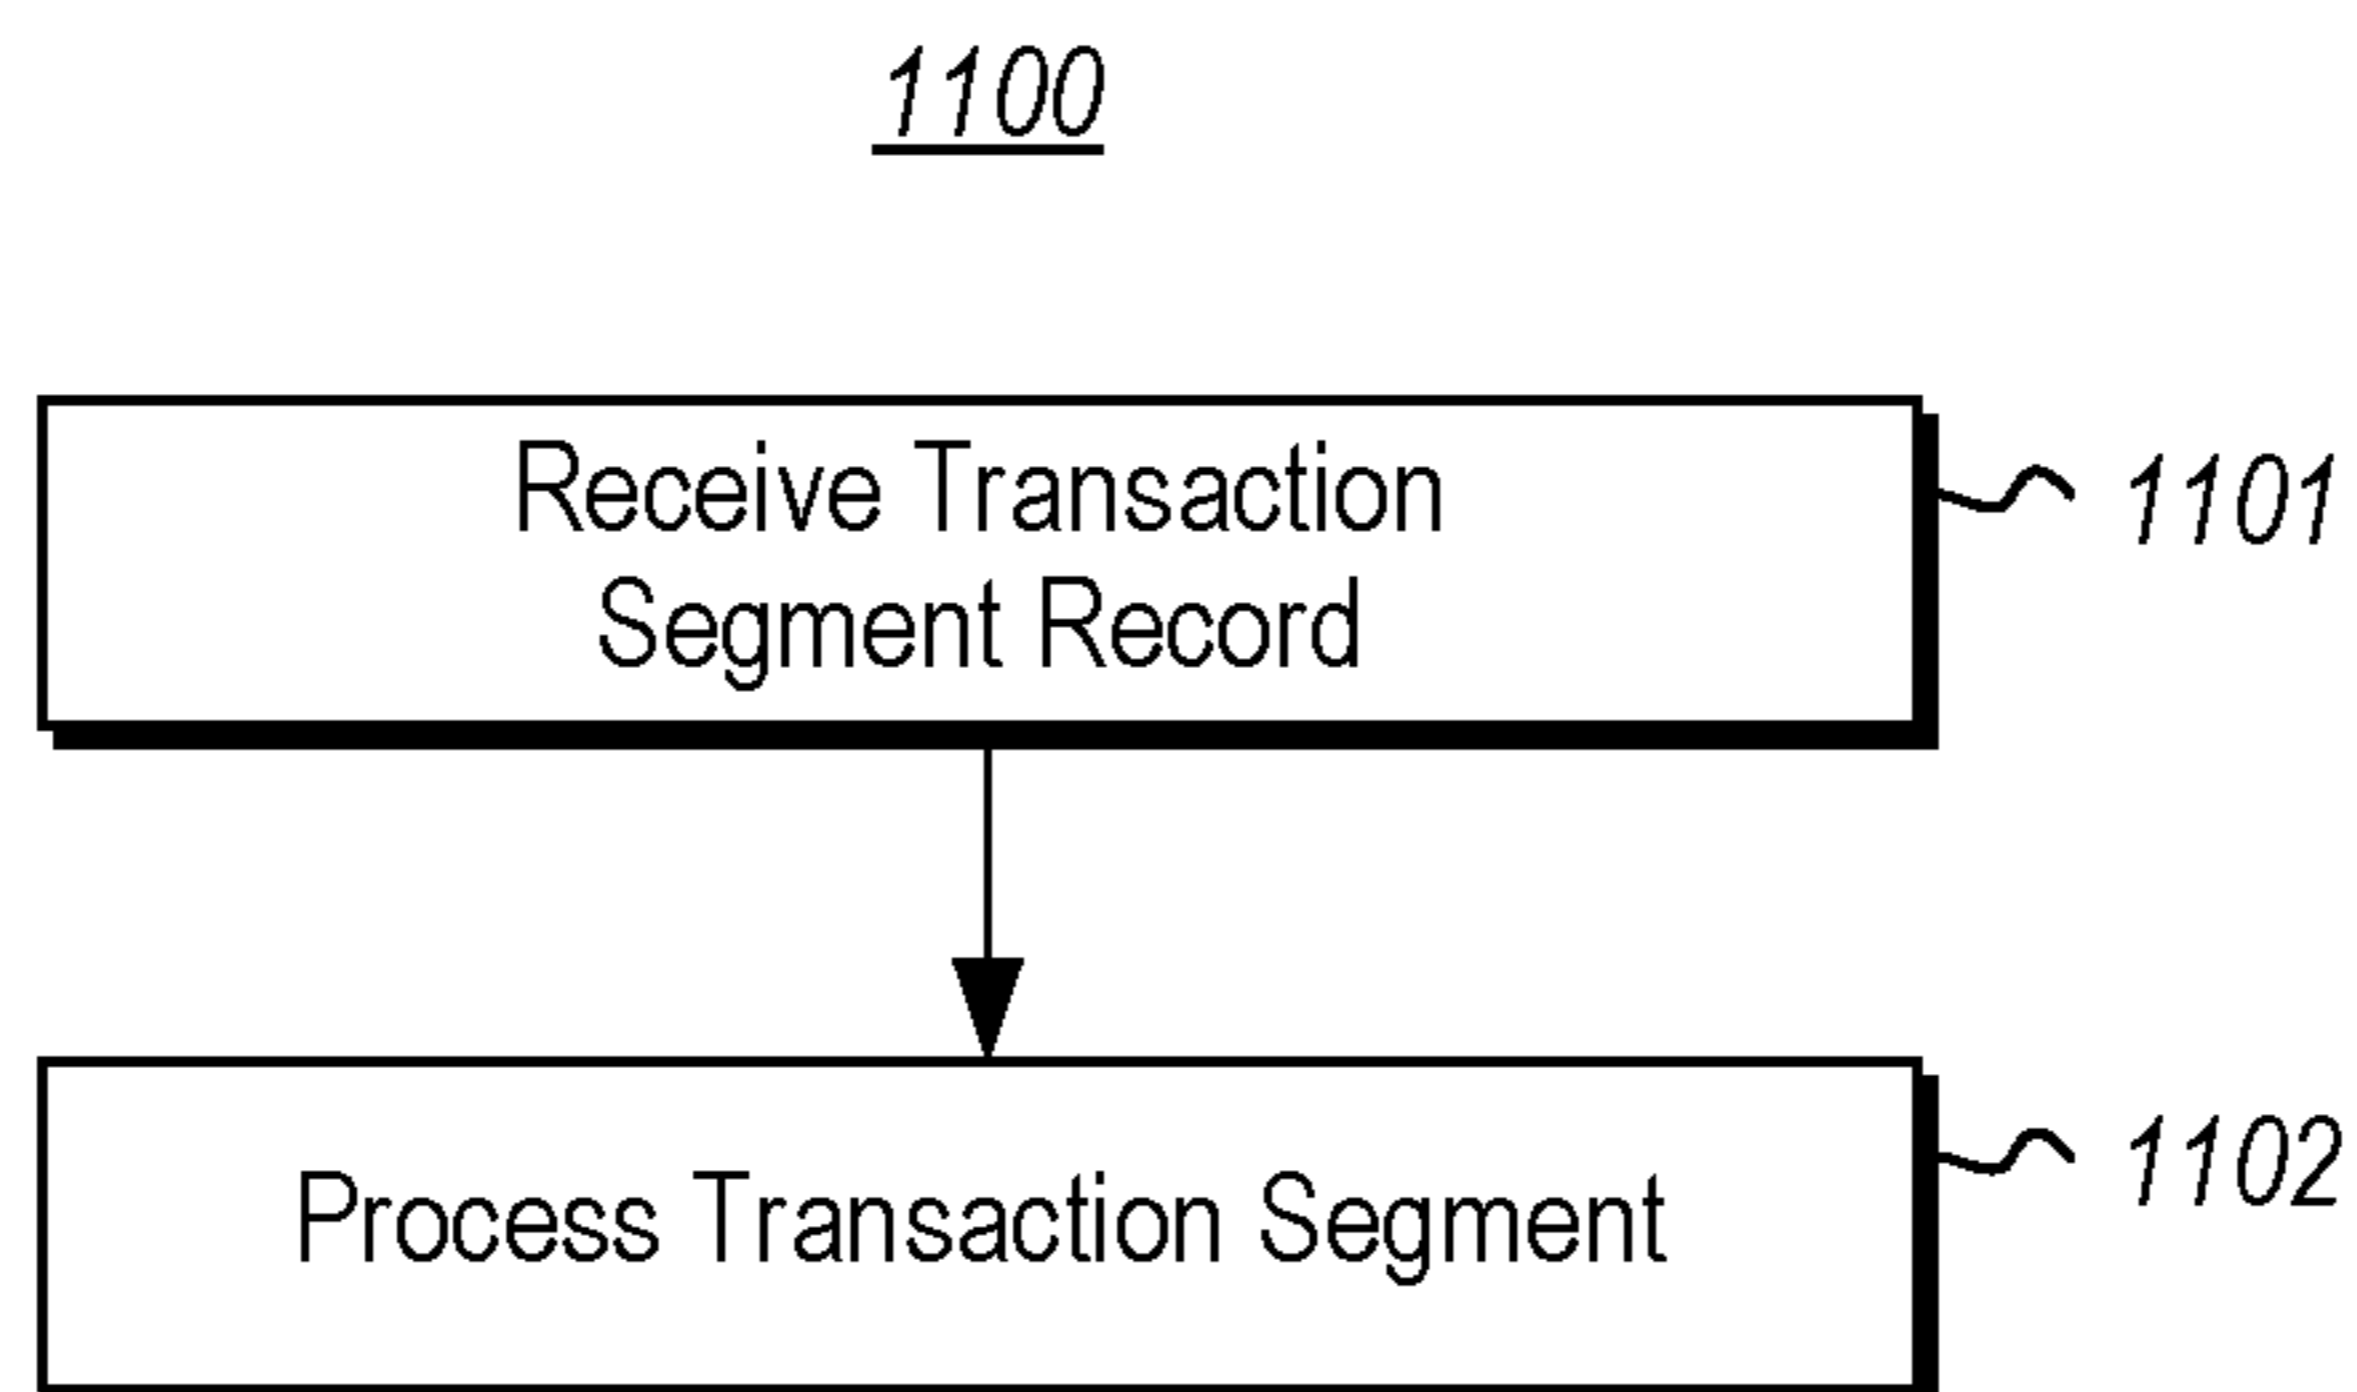 1100
Receive Transaction
Segment Record
1101
Process Transaction Segment
1102